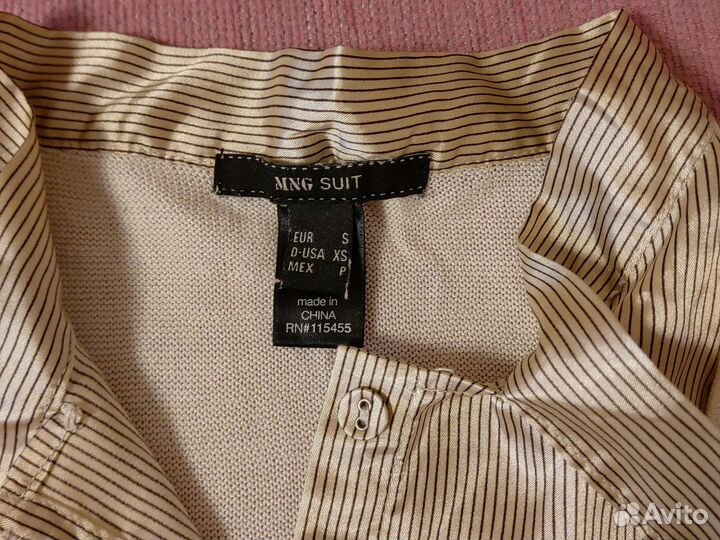 MNG SUIT
EUR S
D-USA XS
MEX P
made in
CHINA
RN#115455
Avito